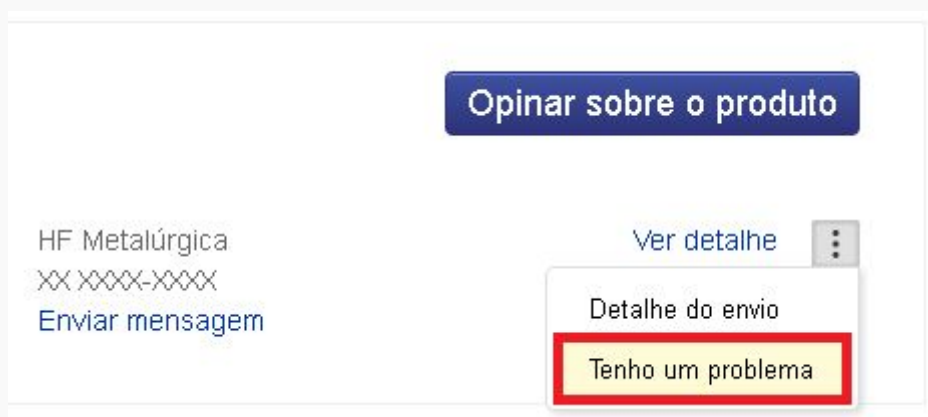 Opinar sobre o produto
HF Metalúrgica
Ver detalhe
XX XXXX-XXXX
Enviar mensagem
Detalhe do envio
Tenho um problema